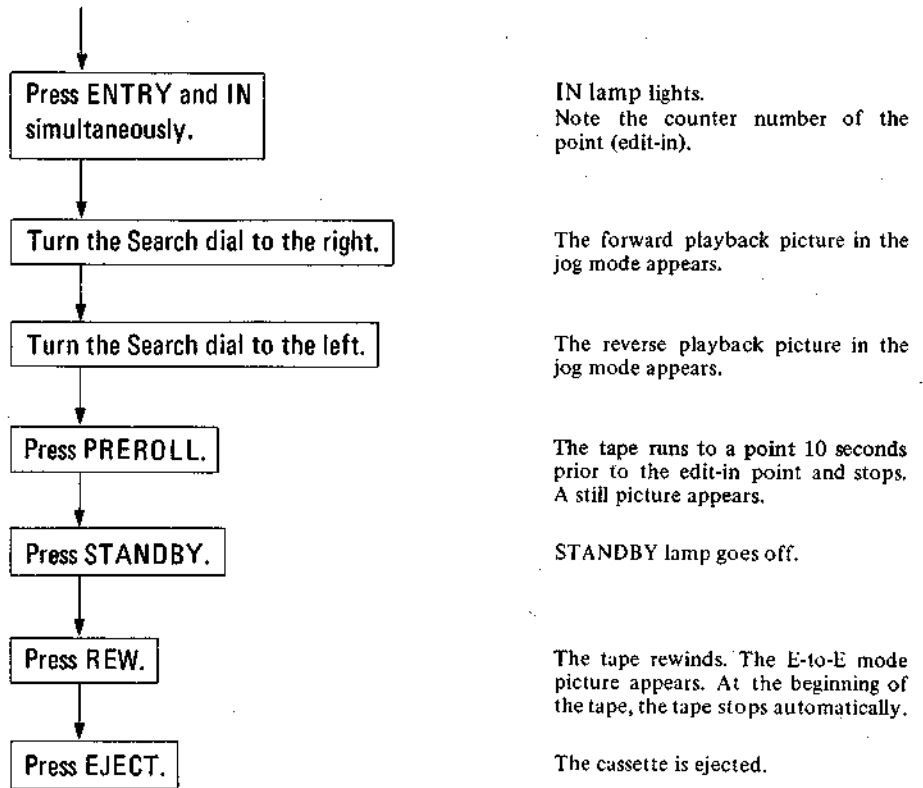 Press ENTRY and IN
simultaneously.
IN lamp lights.
Note the counter number of the
point (edit-in).
Turn the Search dial to the right.
The forward playback picture in the
jog mode appears.
Turn the Search dial to the left.
The reverse playback picture in the
jog mode appears.
Press PREROLL.
The tape runs to a point 10 seconds
prior to the edit-in point and stops.
A still picture appears.
Press STANDBY.
STANDBY lamp goes off.
Press REW.
The tape rewinds. The E-to-E mode
picture appears. At the beginning of
the tape, the tape stops automatically.
Press EJECT.
The cassette is ejected.